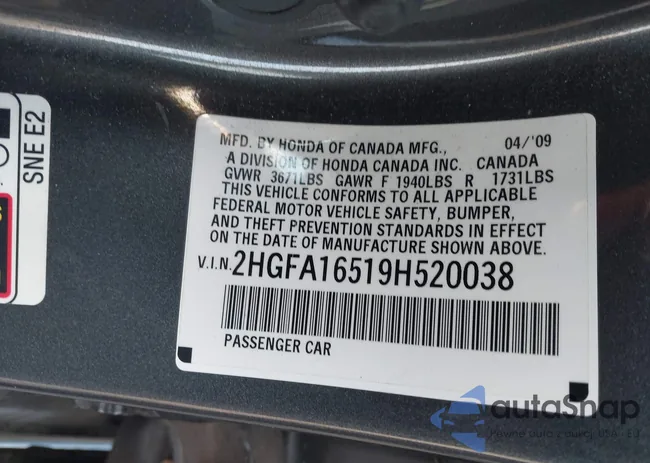 SNE E2
MFD. BY HONDA OF CANADA MFG., 04/'09
A DIVISION OF HONDA CANADA INC. CANADA
GVWR 3671LBS GAWR F 1940LBS R 1731LBS
THIS VEHICLE CONFORMS TO ALL APPLICABLE
FEDERAL MOTOR VEHICLE SAFETY, BUMPER,
AND THEFT PREVENTION STANDARDS IN EFFECT
ON THE DATE OF MANUFACTURE SHOWN ABOVE.
V.I.N. 2HGFA16519H520038
PASSENGER CAR
autaSnap